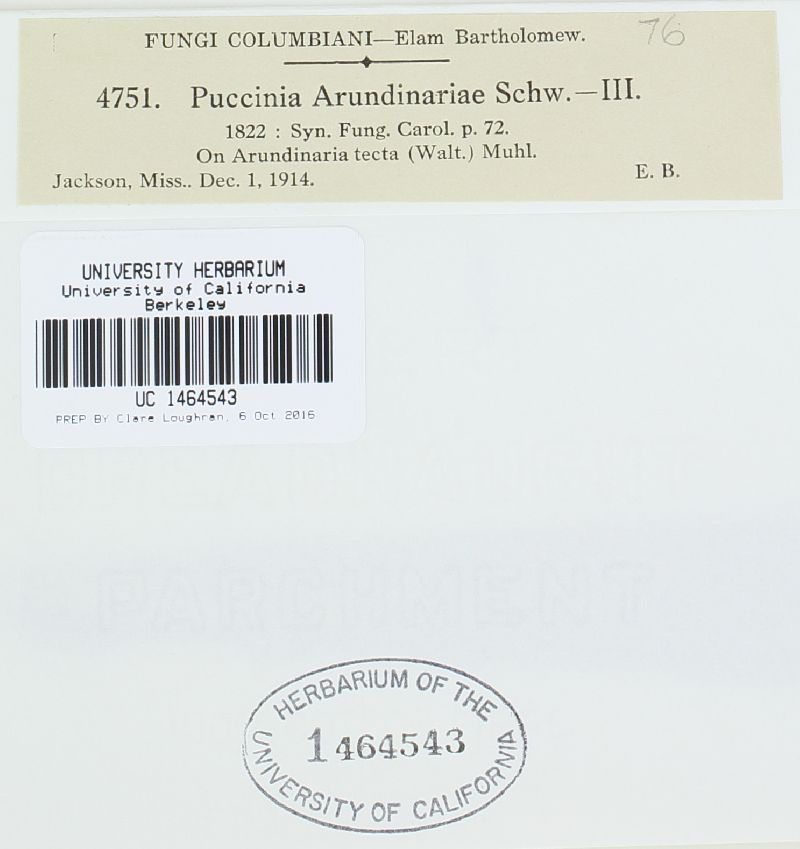 FUNGI COLUMBIANI—Elam Bartholomew.
76
4751. Puccinia Arundinariae Schw.—III.
1822 : Syn. Fung. Carol. p. 72.
On Arundinaria tecta (Walt.) Muhl.
Jackson, Miss.. Dec. 1, 1914.
E. B.
UNIVERSITY HERBARIUM
University of California
Berkeley
UC 1464543
PREP BY Clare Loughran, 6 Oct 2016
PARCHMENT
HERBARIUM OF THE
1464543
UNIVERSITY OF CALIFORNIA